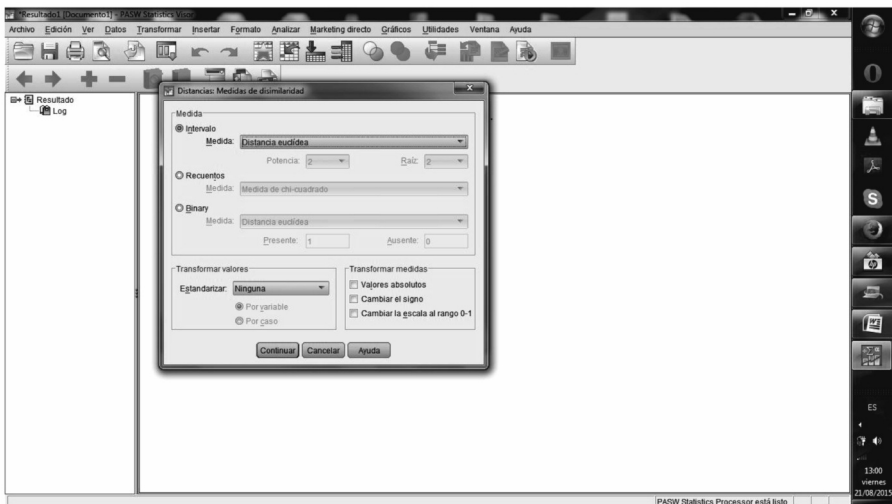 *Resultado1 [Documento1] - PASW Statistics Visor
Archivo Edición Ver Datos Transformar Insertar Formato Analizar Marketing directo Gráficos Utilidades Ventana Ayuda
Resultado
Log
Distancias: Medidas de disimilaridad
Medida
Intervalo
Medida: Distancia euclídea
Potencia: 2 Raíz: 2
Recuentos
Medida: Medida de chi-cuadrado
Binary
Medida: Distancia euclídea
Presente: 1 Ausente: 0
Transformar valores
Estandarizar: Ninguna
Por variable
Por caso
Transformar medidas
Valores absolutos
Cambiar el signo
Cambiar la escala al rango 0-1
Continuar Cancelar Ayuda
PASW Statistics Processor está listo
ES
13:00
viernes
21/08/2015